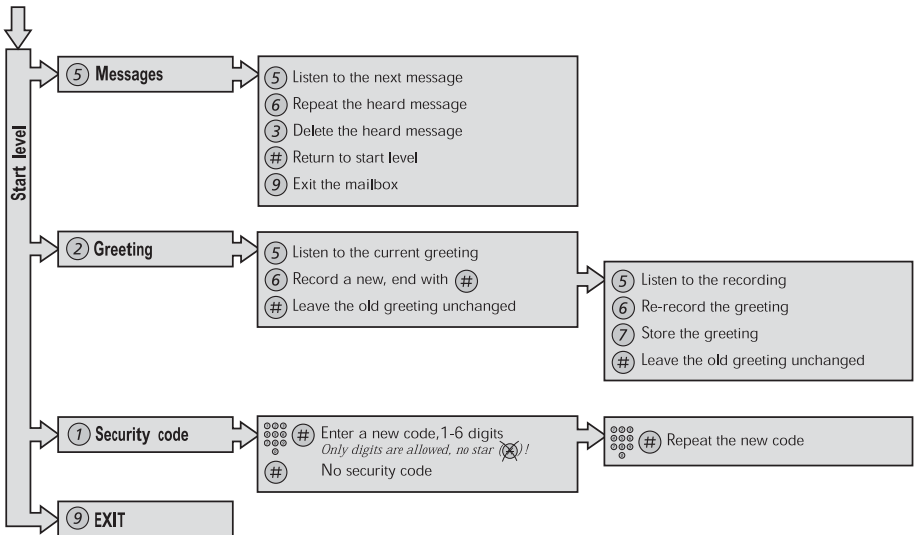 Start level
5 Messages
5 Listen to the next message
6 Repeat the heard message
3 Delete the heard message
# Return to start level
9 Exit the mailbox
2 Greeting
5 Listen to the current greeting
6 Record a new, end with #
# Leave the old greeting unchanged
5 Listen to the recording
6 Re-record the greeting
7 Store the greeting
# Leave the old greeting unchanged
1 Security code
# Enter a new code,1-6 digits
Only digits are allowed, no star (*)!
# No security code
# Repeat the new code
9 EXIT